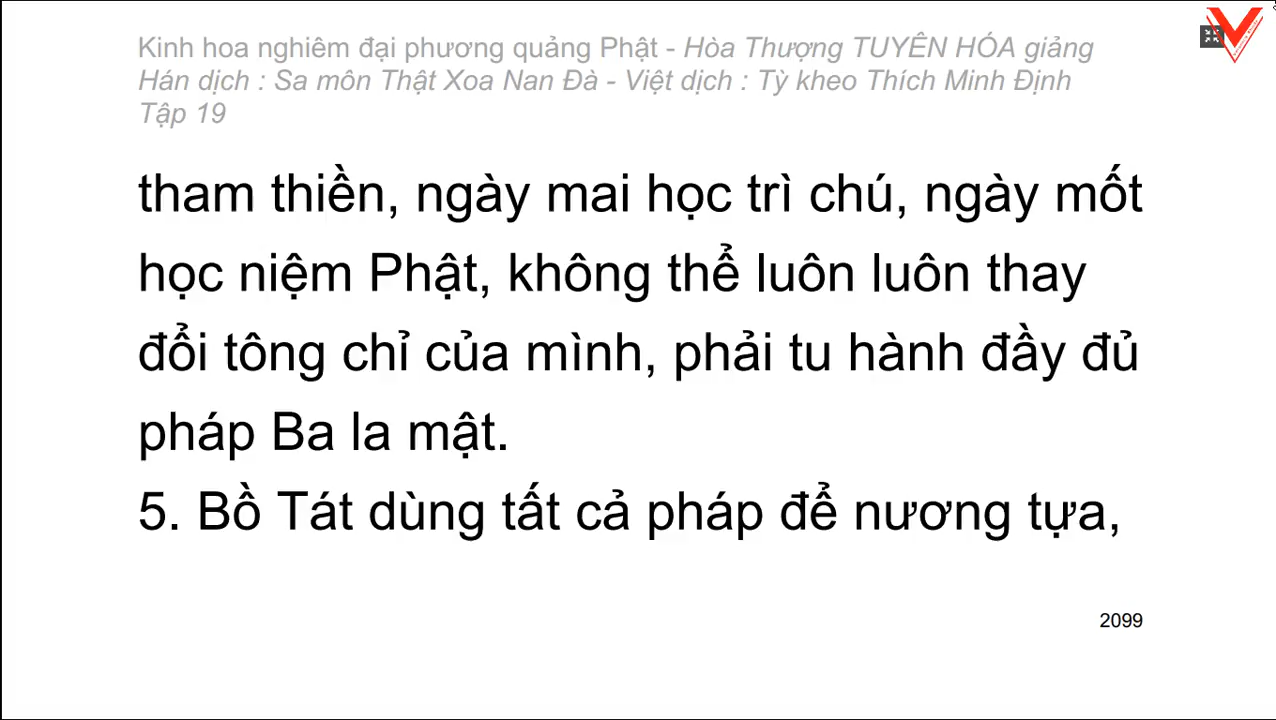 Kinh hoa nghiêm đại phương quảng Phật - Hòa Thượng TUYÊN HÓA giảng
Hán dịch : Sa môn Thật Xoa Nan Đà - Việt dịch : Tỳ kheo Thích Minh Định
Tập 19
tham thiền, ngày mai học trì chú, ngày mốt
học niệm Phật, không thể luôn luôn thay
đổi tông chỉ của mình, phải tu hành đầy đủ
pháp Ba la mật.
5. Bồ Tát dùng tất cả pháp để nương tựa,
2099